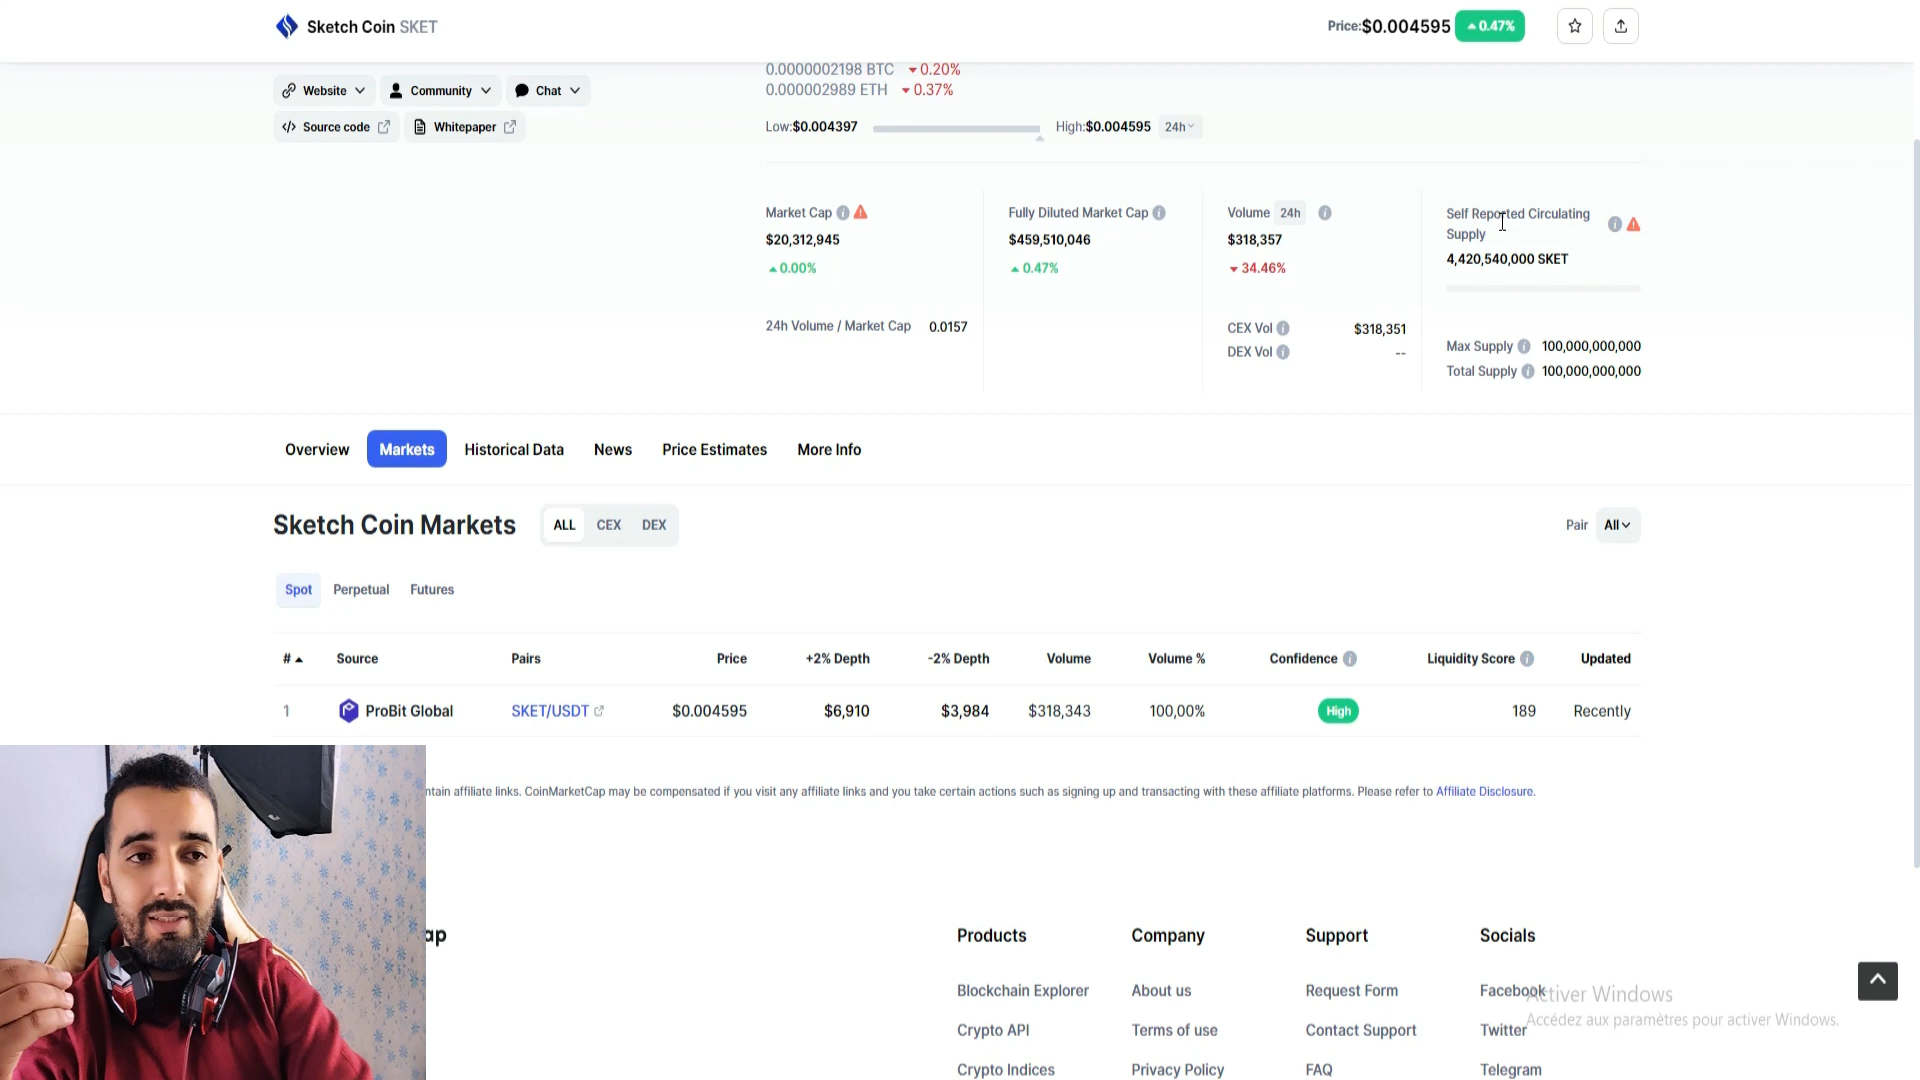 Sketch Coin SKET
Price:$0.004595 0.47%
0.0000002198 BTC 0.20%
0.000002989 ETH 0.37%
Website Community Chat
Source code Whitepaper
Low:$0.004397 High:$0.004595 24h
Market Cap
$20,312,945
0.00%
24h Volume / Market Cap 0.0157
Fully Diluted Market Cap
$459,510,046
0.47%
Volume 24h
$318,357
34.46%
CEX Vol $318,351
DEX Vol --
Self Reported Circulating
Supply
4,420,540,000 SKET
Max Supply 100,000,000,000
Total Supply 100,000,000,000
Overview Markets Historical Data News Price Estimates More Info
Sketch Coin Markets ALL CEX DEX
Pair All
Spot Perpetual Futures
# Source Pairs Price +2% Depth -2% Depth Volume Volume % Confidence Liquidity Score Updated
1 ProBit Global SKET/USDT $0.004595 $6,910 $3,984 $318,343 100,00% High 189 Recently
ntain affiliate links. CoinMarketCap may be compensated if you visit any affiliate links and you take certain actions such as signing up and transacting with these affiliate platforms. Please refer to Affiliate Disclosure.
ap
Products
Blockchain Explorer
Crypto API
Crypto Indices
Company
About us
Terms of use
Privacy Policy
Support
Request Form
Contact Support
FAQ
Socials
Facebook
Twitter
Telegram
Activer Windows
Accédez aux paramètres pour activer Windows.